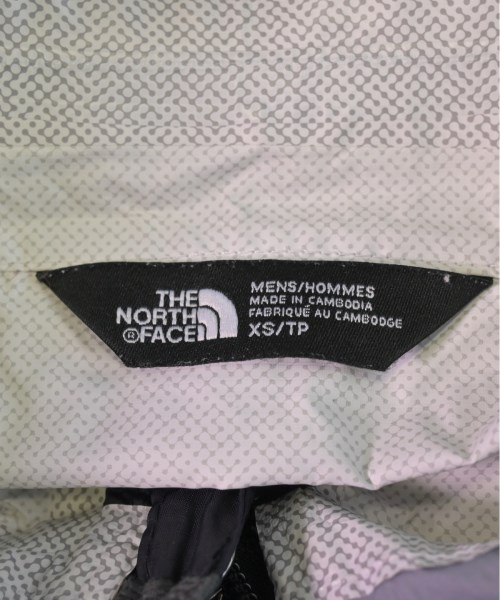 THE
NORTH
®FACE
MENS/HOMMES
MADE IN CAMBODIA
FABRIQUÉ AU CAMBODGE
XS/TP